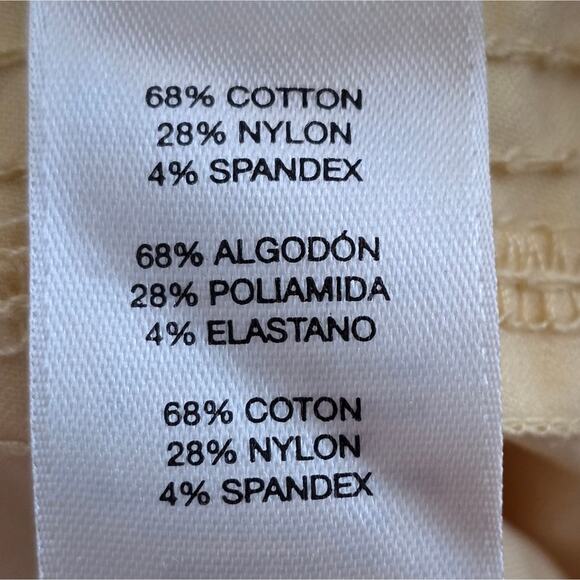 68% COTTON
28% NYLON
4% SPANDEX
68% ALGODÓN
28% POLIAMIDA
4% ELASTANO
68% COTON
28% NYLON
4% SPANDEX